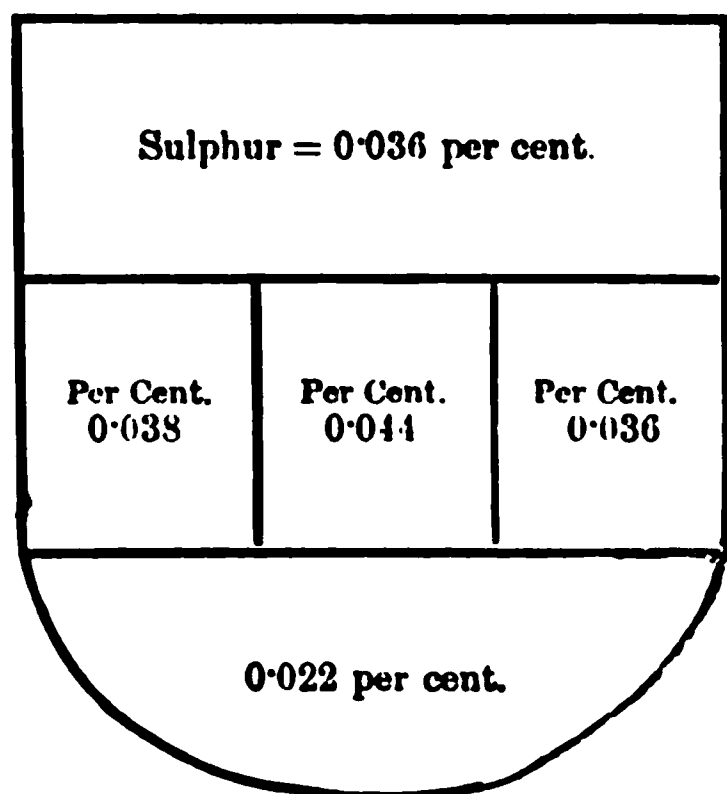 Sulphur = 0·036 per cent.
Per Cent. Per Cent. Per Cent.
0·038 0·044 0·036
0·022 per cent.